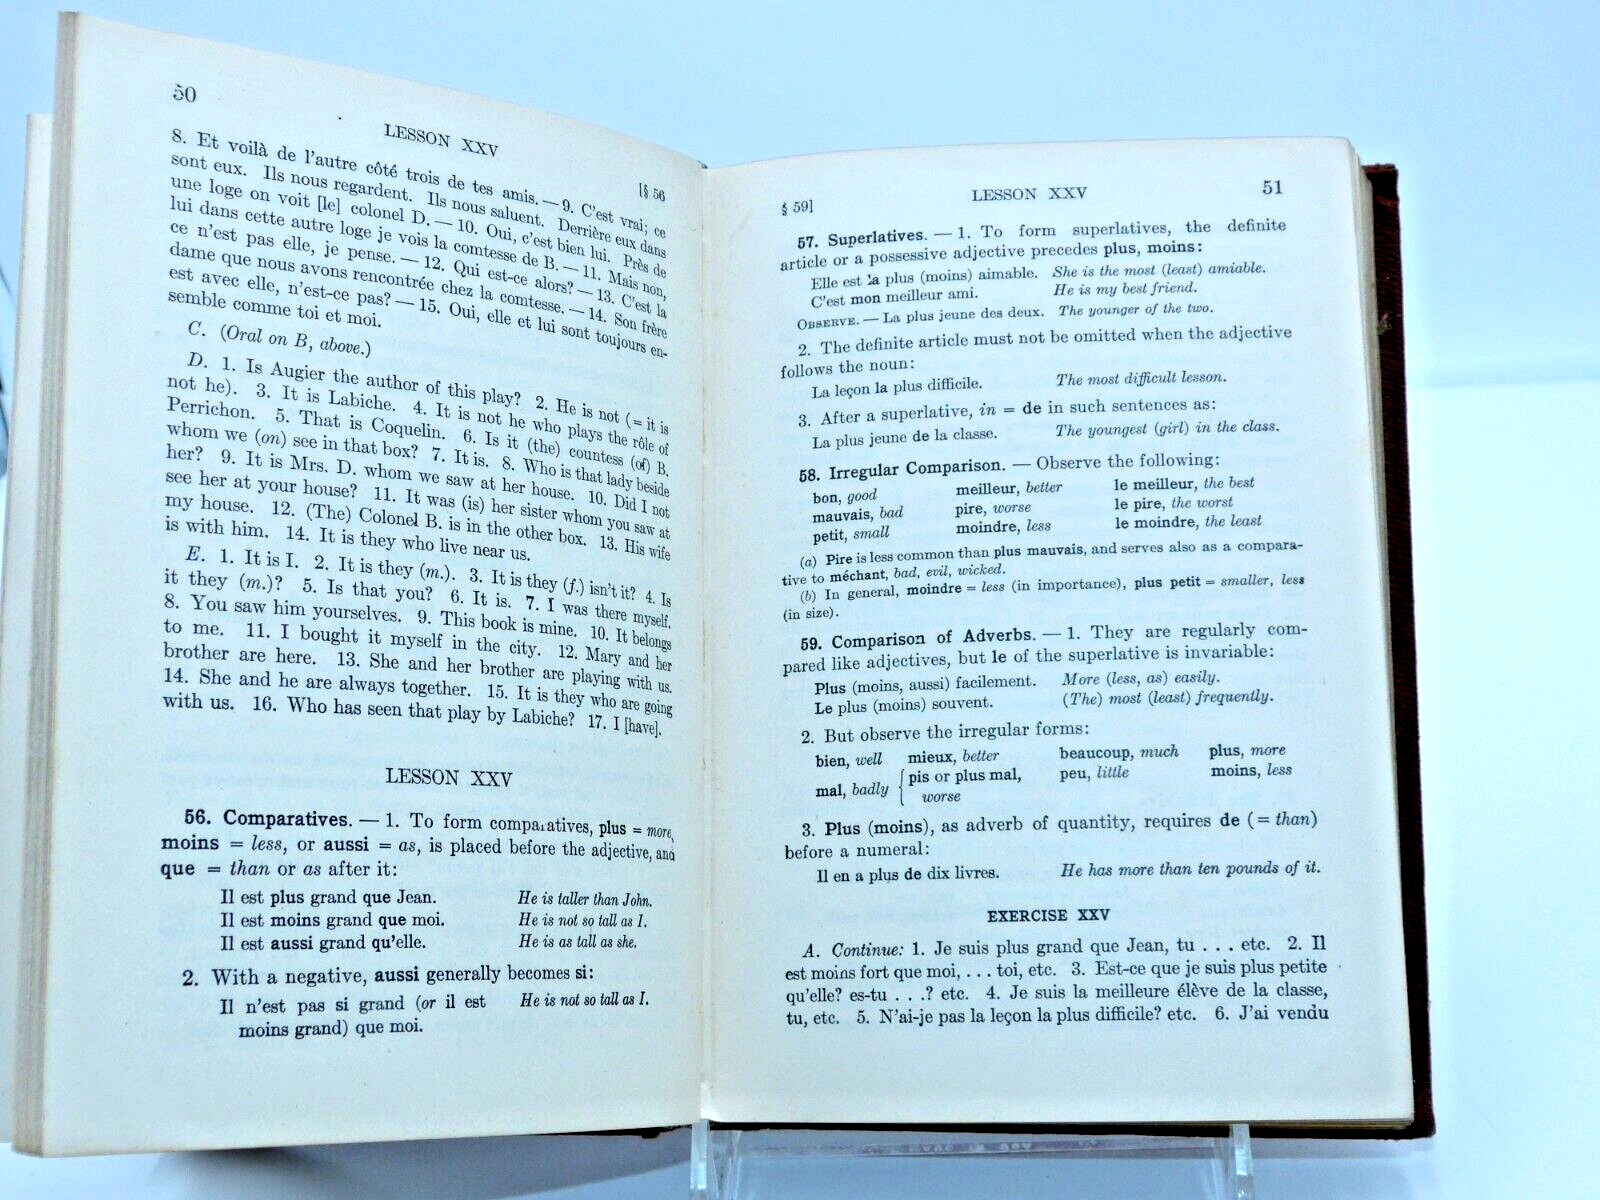 50
LESSON XXV
[§ 56
8. Et voilà de l'autre côté trois de tes amis. — 9. C'est vrai; ce
sont eux. Ils nous regardent. Ils nous saluent. Derrière eux dans
une loge on voit [le] colonel D. — 10. Oui, c'est bien lui. Près de
lui dans cette autre loge je vois la comtesse de B. — 11. Mais non,
ce n'est pas elle, je pense. — 12. Qui est-ce alors? — 13. C'est la
dame que nous avons rencontrée chez la comtesse. — 14. Son frère
est avec elle, n'est-ce pas? — 15. Oui, elle et lui sont toujours en-
semble comme toi et moi.
C. (Oral on B, above.)
D. 1. Is Augier the author of this play? 2. He is not (= it is
not he). 3. It is Labiche. 4. It is not he who plays the rôle of
Perrichon. 5. That is Coquelin. 6. Is it (the) countess (of) B.
whom we (on) see in that box? 7. It is. 8. Who is that lady beside
her? 9. It is Mrs. D. whom we saw at her house. 10. Did I not
see her at your house? 11. It was (is) her sister whom you saw at
my house. 12. (The) Colonel B. is in the other box. 13. His wife
is with him. 14. It is they who live near us.
E. 1. It is I. 2. It is they (m.). 3. It is they (f.) isn't it? 4. Is
it they (m.)? 5. Is that you? 6. It is. 7. I was there myself.
8. You saw him yourselves. 9. This book is mine. 10. It belongs
to me. 11. I bought it myself in the city. 12. Mary and her
brother are here. 13. She and her brother are playing with us.
14. She and he are always together. 15. It is they who are going
with us. 16. Who has seen that play by Labiche? 17. I [have].
LESSON XXV
56. Comparatives. — 1. To form comparatives, plus = more,
moins = less, or aussi = as, is placed before the adjective, and
que = than or as after it:
Il est plus grand que Jean. He is taller than John.
Il est moins grand que moi. He is not so tall as I.
Il est aussi grand qu'elle. He is as tall as she.
2. With a negative, aussi generally becomes si:
Il n'est pas si grand (or il est He is not so tall as I.
moins grand) que moi.
§ 59]
LESSON XXV
51
57. Superlatives. — 1. To form superlatives, the definite
article or a possessive adjective precedes plus, moins:
Elle est la plus (moins) aimable. She is the most (least) amiable.
C'est mon meilleur ami. He is my best friend.
OBSERVE. — La plus jeune des deux. The younger of the two.
2. The definite article must not be omitted when the adjective
follows the noun:
La leçon la plus difficile. The most difficult lesson.
3. After a superlative, in = de in such sentences as:
La plus jeune de la classe. The youngest (girl) in the class.
58. Irregular Comparison. — Observe the following:
bon, good meilleur, better le meilleur, the best
mauvais, bad pire, worse le pire, the worst
petit, small moindre, less le moindre, the least
(a) Pire is less common than plus mauvais, and serves also as a compara-
tive to méchant, bad, evil, wicked.
(b) In general, moindre = less (in importance), plus petit = smaller, less
(in size).
59. Comparison of Adverbs. — 1. They are regularly com-
pared like adjectives, but le of the superlative is invariable:
Plus (moins, aussi) facilement. More (less, as) easily.
Le plus (moins) souvent. (The) most (least) frequently.
2. But observe the irregular forms:
bien, well mieux, better beaucoup, much plus, more
mal, badly { pis or plus mal, peu, little moins, less
worse
3. Plus (moins), as adverb of quantity, requires de (= than)
before a numeral:
Il en a plus de dix livres. He has more than ten pounds of it.
EXERCISE XXV
A. Continue: 1. Je suis plus grand que Jean, tu . . . etc. 2. Il
est moins fort que moi, . . . toi, etc. 3. Est-ce que je suis plus petite
qu'elle? es-tu . . .? etc. 4. Je suis la meilleure élève de la classe,
tu, etc. 5. N'ai-je pas la leçon la plus difficile? etc. 6. J'ai vendu